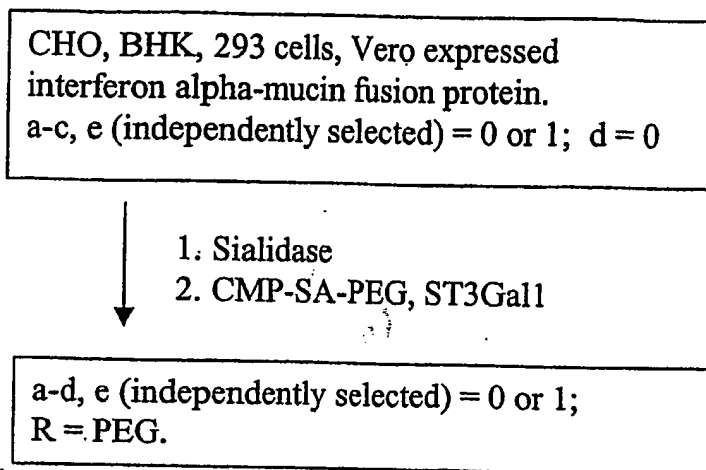 CHO, BHK, 293 cells, Vero expressed
interferon alpha-mucin fusion protein.
a-c, e (independently selected) = 0 or 1; d = 0
1. Sialidase
2. CMP-SA-PEG, ST3Gal1
a-d, e (independently selected) = 0 or 1;
R = PEG.